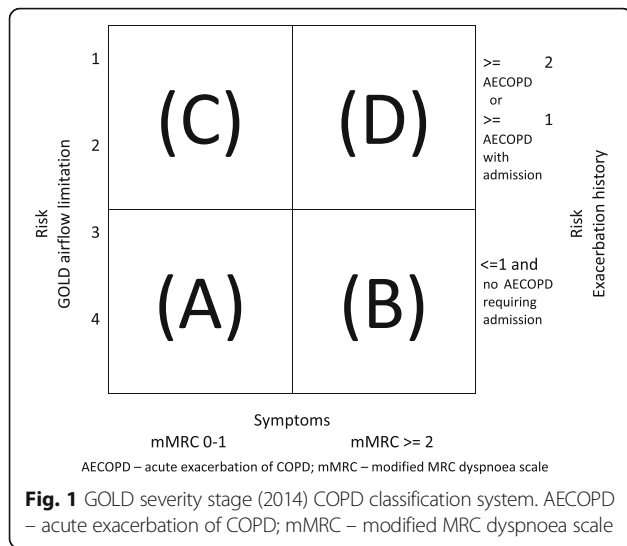 1
2
3
4
Risk
GOLD airflow limitation
(C)
(D)
(A)
(B)
>= 2
AECOPD
or
>= 1
AECOPD
with
admission
<=1 and
no AECOPD
requiring
admission
Risk
Exacerbation history
Symptoms
mMRC 0-1 mMRC >= 2
AECOPD – acute exacerbation of COPD; mMRC – modified MRC dyspnoea scale
Fig. 1 GOLD severity stage (2014) COPD classification system. AECOPD
– acute exacerbation of COPD; mMRC – modified MRC dyspnoea scale